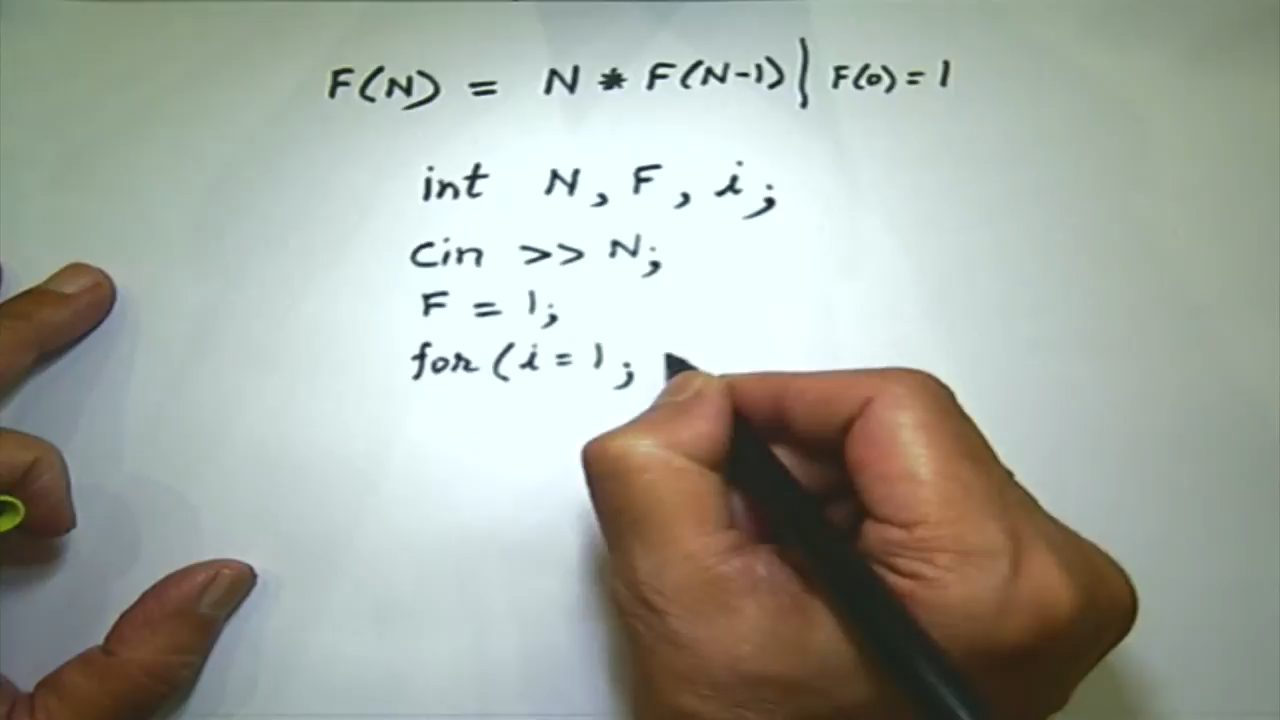 F(N) = N * F(N-1) | F(0) = 1
int N, F, i;
Cin >> N;
F = 1;
for (i = 1;